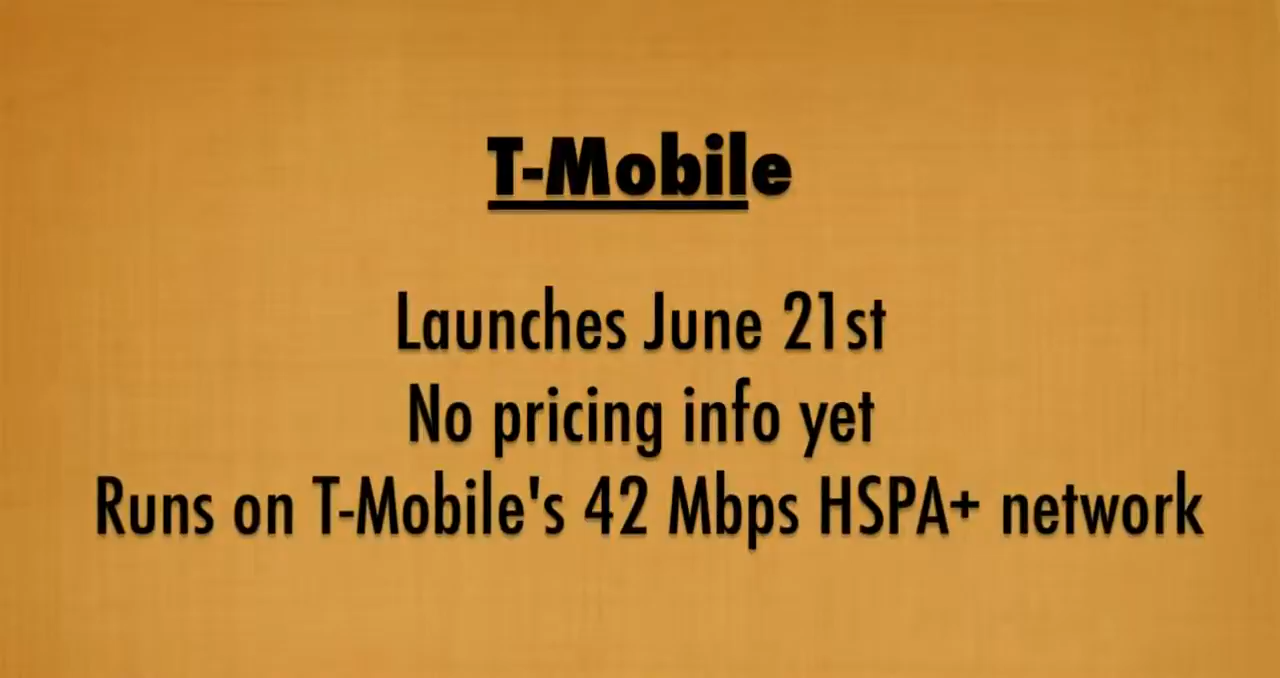 T-Mobile
Launches June 21st
No pricing info yet
Runs on T-Mobile's 42 Mbps HSPA+ network